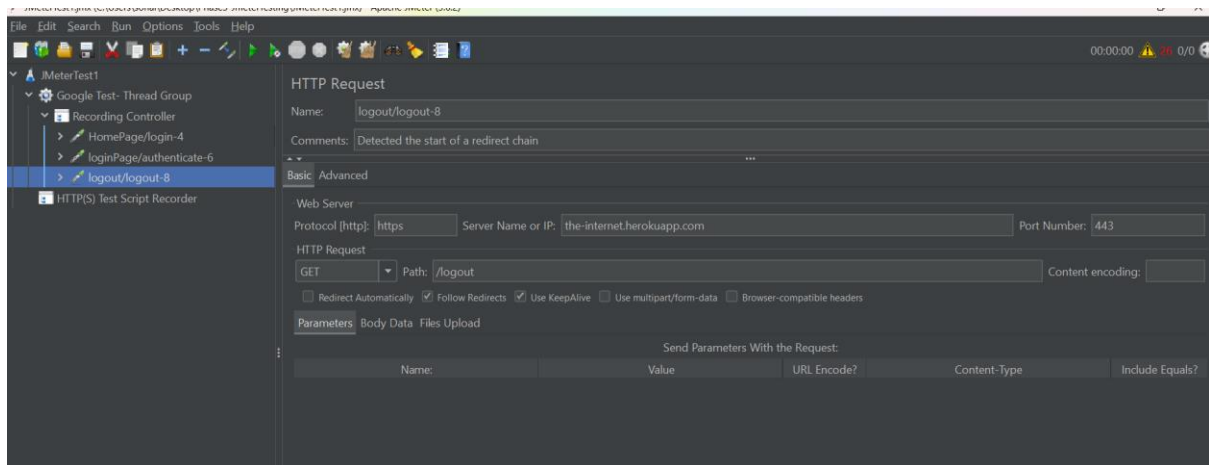 File Edit Search Run Options Tools Help
00:00:00 0/0
JMeterTest1
Google Test- Thread Group
Recording Controller
HomePage/login-4
loginPage/authenticate-6
logout/logout-8
HTTP(S) Test Script Recorder
HTTP Request
Name: logout/logout-8
Comments: Detected the start of a redirect chain
Basic Advanced
Web Server
Protocol [http]: https Server Name or IP: the-internet.herokuapp.com Port Number: 443
HTTP Request
GET Path: /logout Content encoding:
Redirect Automatically Follow Redirects Use KeepAlive Use multipart/form-data Browser-compatible headers
Parameters Body Data Files Upload
Send Parameters With the Request:
Name: Value URL Encode? Content-Type Include Equals?